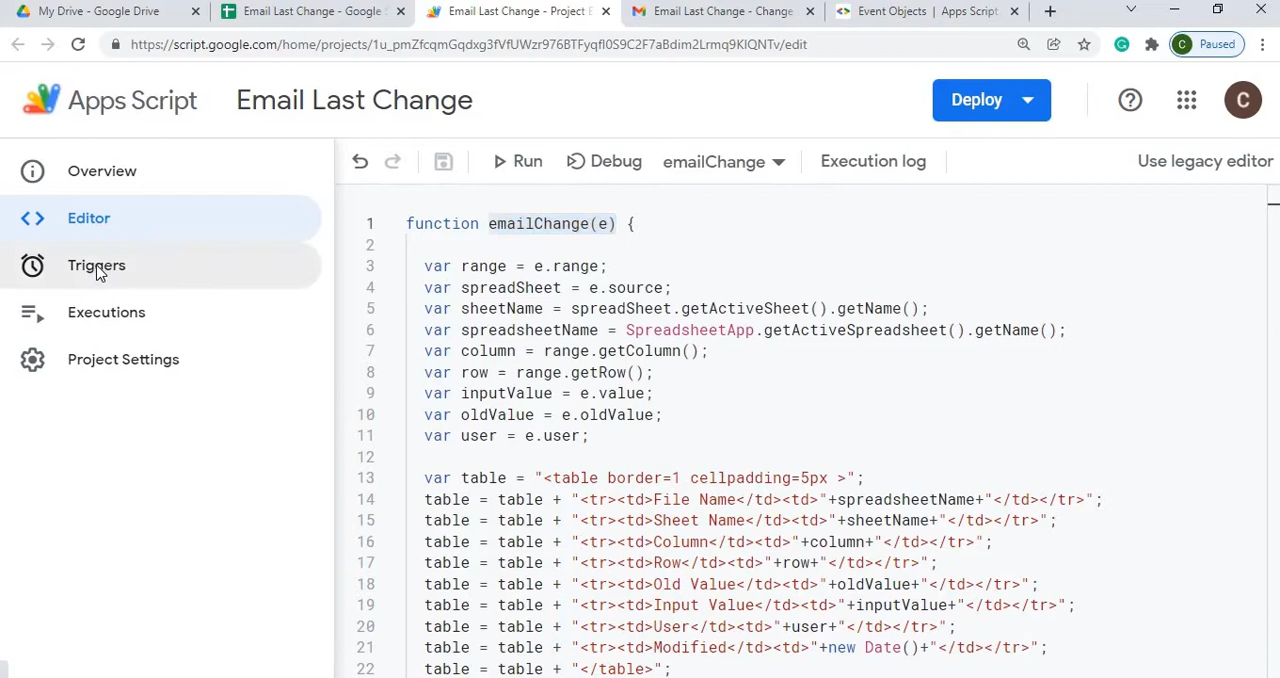 My Drive - Google Drive
Email Last Change - Google
Email Last Change - Project E
Email Last Change - Change
Event Objects | Apps Script
https://script.google.com/home/projects/1u_pmZfcqmGqdxq3fVfUWzr976BTFyqfl0S9C2F7aBdim2Lrmq9KlQNTv/edit
C Paused
Apps Script
Email Last Change
Deploy
C
Overview
Editor
Triggers
Executions
Project Settings
Run
Debug
emailChange
Execution log
Use legacy editor
1 function emailChange(e) {
2
3 var range = e.range;
4 var spreadSheet = e.source;
5 var sheetName = spreadSheet.getActiveSheet().getName();
6 var spreadsheetName = SpreadsheetApp.getActiveSpreadsheet().getName();
7 var column = range.getColumn();
8 var row = range.getRow();
9 var inputValue = e.value;
10 var oldValue = e.oldValue;
11 var user = e.user;
12
13 var table = "<table border=1 cellpadding=5px >";
14 table = table + "<tr><td>File Name</td><td>"+spreadsheetName+"</td></tr>";
15 table = table + "<tr><td>Sheet Name</td><td>"+sheetName+"</td></tr>";
16 table = table + "<tr><td>Column</td><td>"+column+"</td></tr>";
17 table = table + "<tr><td>Row</td><td>"+row+"</td></tr>";
18 table = table + "<tr><td>Old Value</td><td>"+oldValue+"</td></tr>";
19 table = table + "<tr><td>Input Value</td><td>"+inputValue+"</td></tr>";
20 table = table + "<tr><td>User</td><td>"+user+"</td></tr>";
21 table = table + "<tr><td>Modified</td><td>"+new Date()+"</td></tr>";
22 table = table + "</table>";